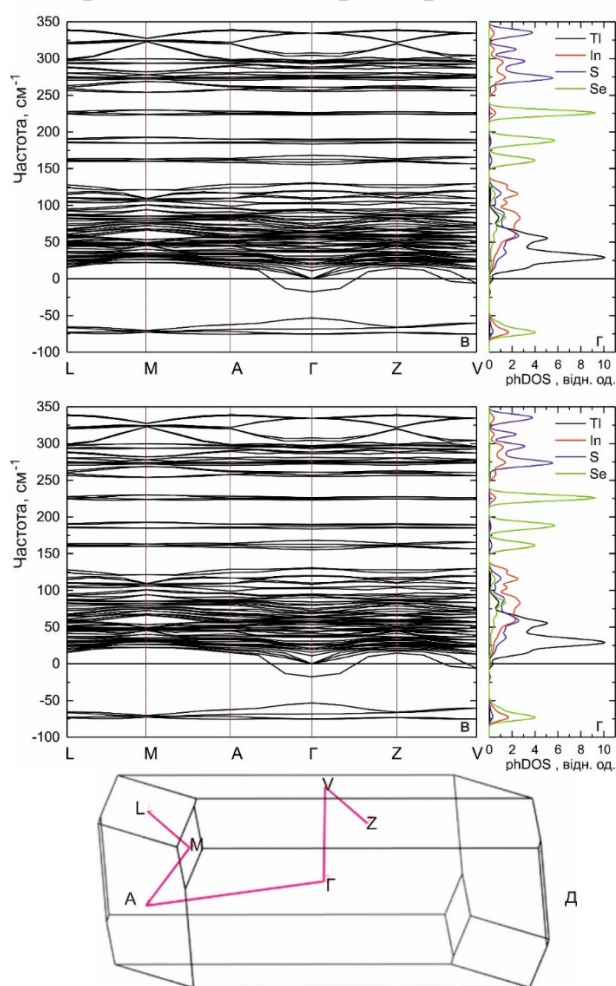 350
300
250
200
150
100
50
0
-50
-100
Частота, см⁻¹
L M A Γ Z V
в
Tl
In
S
Se
г
0 2 4 6 8 10
phDOS , відн. од.
350
300
250
200
150
100
50
0
-50
-100
Частота, см⁻¹
L M A Γ Z V
в
Tl
In
S
Se
г
0 2 4 6 8 10
phDOS , відн. од.
V
L
Z
M
Γ
A
Д